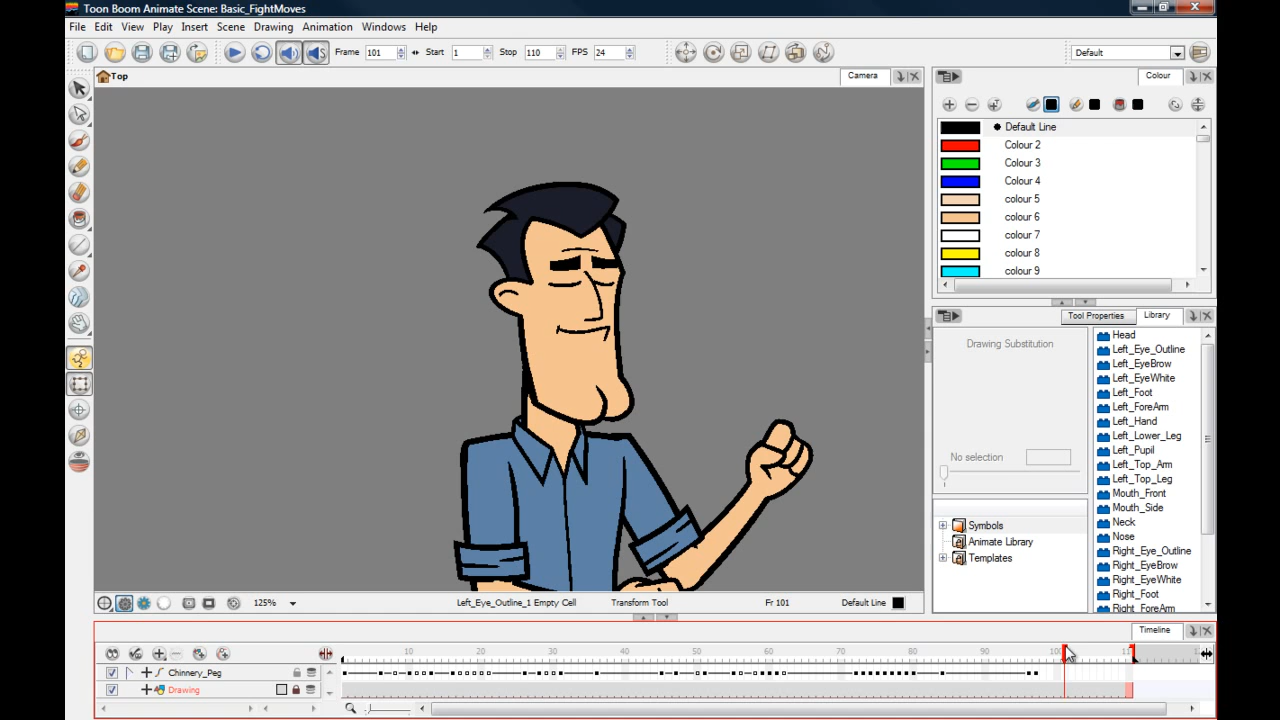 Toon Boom Animate Scene: Basic_FightMoves
File Edit View Play Insert Scene Drawing Animation Windows Help
Frame 101 Start 1 Stop 110 FPS 24 Default
Top Camera Colour
Default Line
Colour 2
Colour 3
Colour 4
colour 5
colour 6
colour 7
colour 8
colour 9
Tool Properties Library
Drawing Substitution
No selection
Symbols
Animate Library
Templates
Head
Left_Eye_Outline
Left_EyeBrow
Left_EyeWhite
Left_Foot
Left_ForeArm
Left_Hand
Left_Lower_Leg
Left_Pupil
Left_Top_Arm
Left_Top_Leg
Mouth_Front
Mouth_Side
Neck
Nose
Right_Eye_Outline
Right_EyeBrow
Right_EyeWhite
Right_Foot
Right_ForeArm
125% Left_Eye_Outline_1 Empty Cell Transform Tool Fr 101 Default Line
Timeline
10 20 30 40 50 60 70 80 90
Chinnery_Peg
Drawing